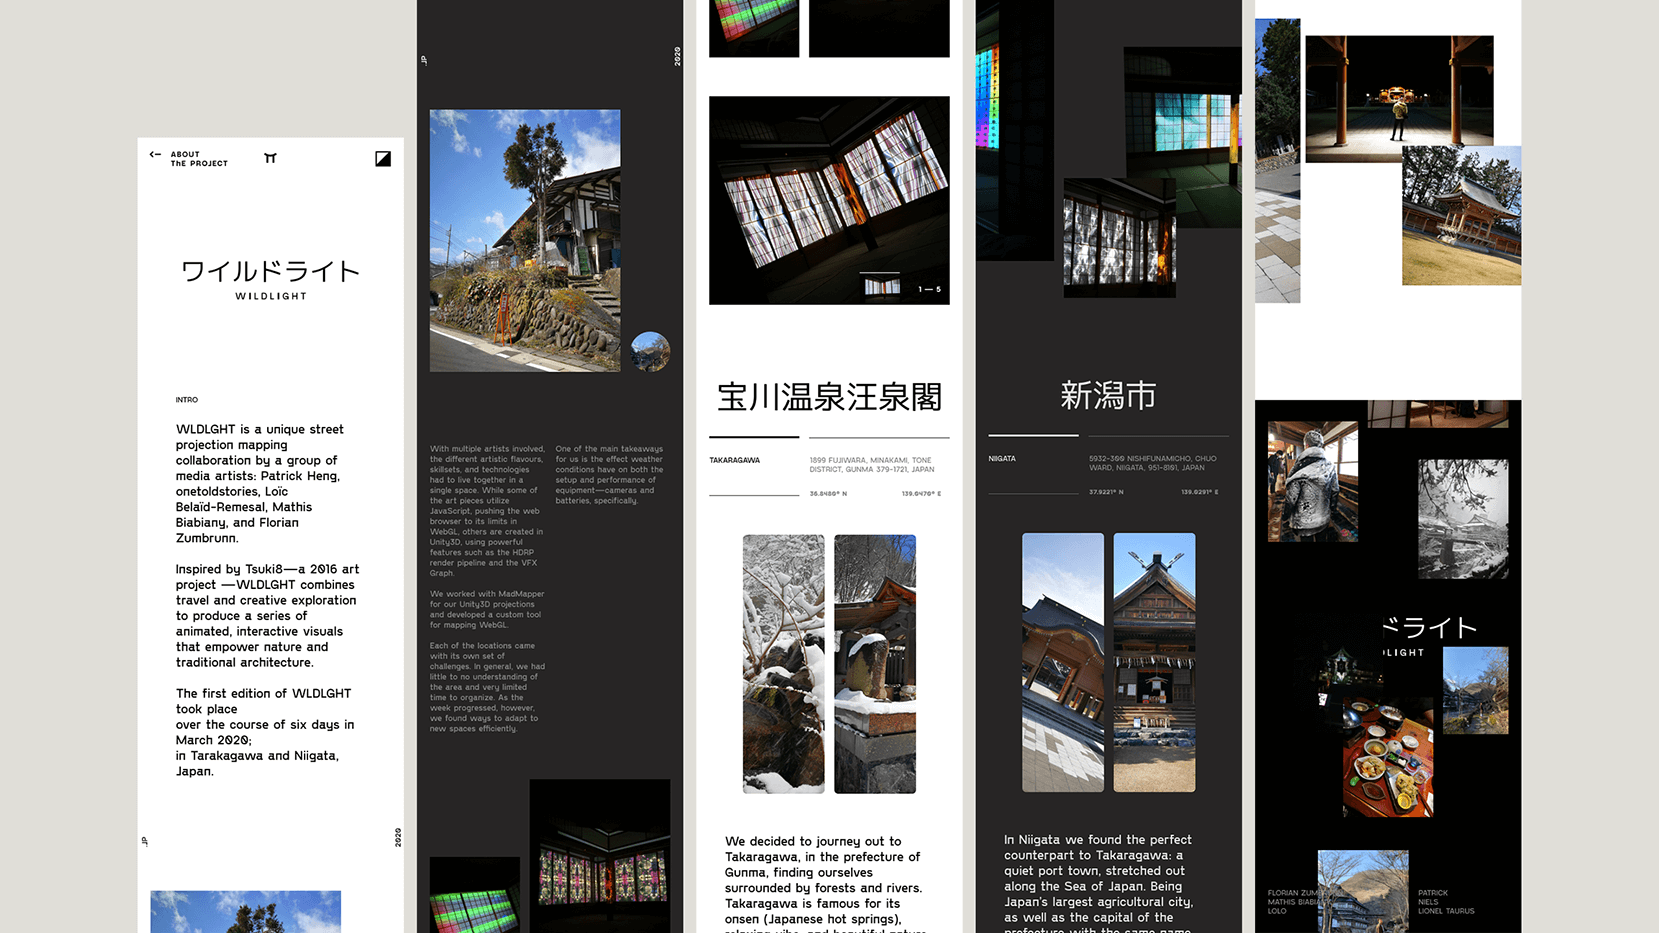 ABOUT
ThE PROJECT
ワイルドライト
WILDLIGHT
INTRO
WLDLGHT is a unique street
projection mapping
collaboration by a group of
media artists: Patrick Heng,
onetoldstories, Loïc
Belaïd-Remesal, Mathis
Biabiany, and Florian
Zumbrunn.
Inspired by Tsuki8—a 2016 art
project —WLDLGHT combines
travel and creative exploration
to produce a series of
animated, interactive visuals
that empower nature and
traditional architecture.
The first edition of WLDLGHT
took place
over the course of six days in
March 2020;
in Tarakagawa and Niigata,
Japan.
.JP
2020
.JP
2020
With multiple artists involved,
the different artistic flavours,
skillsets, and technologies
had to live together in a
single space. While some of
the art pieces utilize
JavaScript, pushing the web
browser to its limits in
WebGL, others are created in
Unity3D, using powerful
features such as the HDRP
render pipeline and the VFX
Graph.
We worked with MadMapper
for our Unity3D projections
and developed a custom tool
for mapping WebGL.
Each of the locations came
with its own set of
challenges. In general, we had
little to no understanding of
the area and very limited
time to organize. As the
week progressed, however,
we found ways to adapt to
new spaces efficiently.
One of the main takeaways
for us is the effect weather
conditions have on both the
setup and performance of
equipment—cameras and
batteries, specifically.
1 — 5
宝川温泉汪泉閣
TAKARAGAWA
1899 FUJIWARA, MINAKAMI, TONE
DISTRICT, GUNMA 379-1721, JAPAN
36.8480° N
139.0476° E
We decided to journey out to
Takaragawa, in the prefecture of
Gunma, finding ourselves
surrounded by forests and rivers.
Takaragawa is famous for its
onsen (Japanese hot springs),
relaxing vibe, and beautiful nature
新潟市
NIIGATA
5932-300 NISHIFUNAMICHO, CHUO
WARD, NIIGATA, 951-8101, JAPAN
37.9221° N
139.0291° E
In Niigata we found the perfect
counterpart to Takaragawa: a
quiet port town, stretched out
along the Sea of Japan. Being
Japan's largest agricultural city,
as well as the capital of the
prefecture with the same name
ドライト
LIGHT
FLORIAN ZUM
MATHIS BIABI
LOLO
PATRICK
NIELS
LIONEL TAURUS